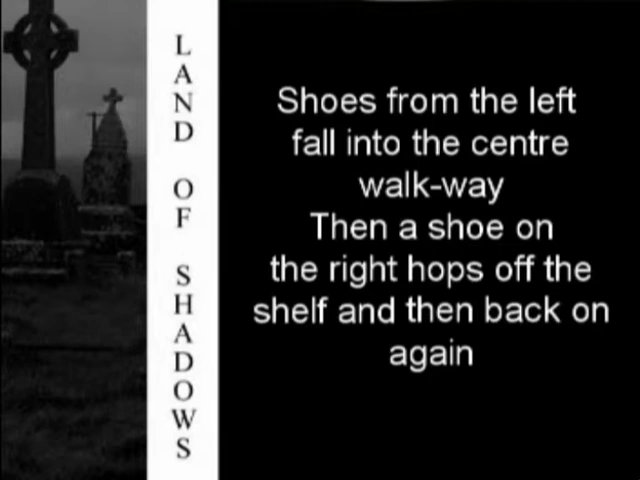 LAND OF SHADOWS
Shoes from the left
fall into the centre
walk-way
Then a shoe on
the right hops off the
shelf and then back on
again